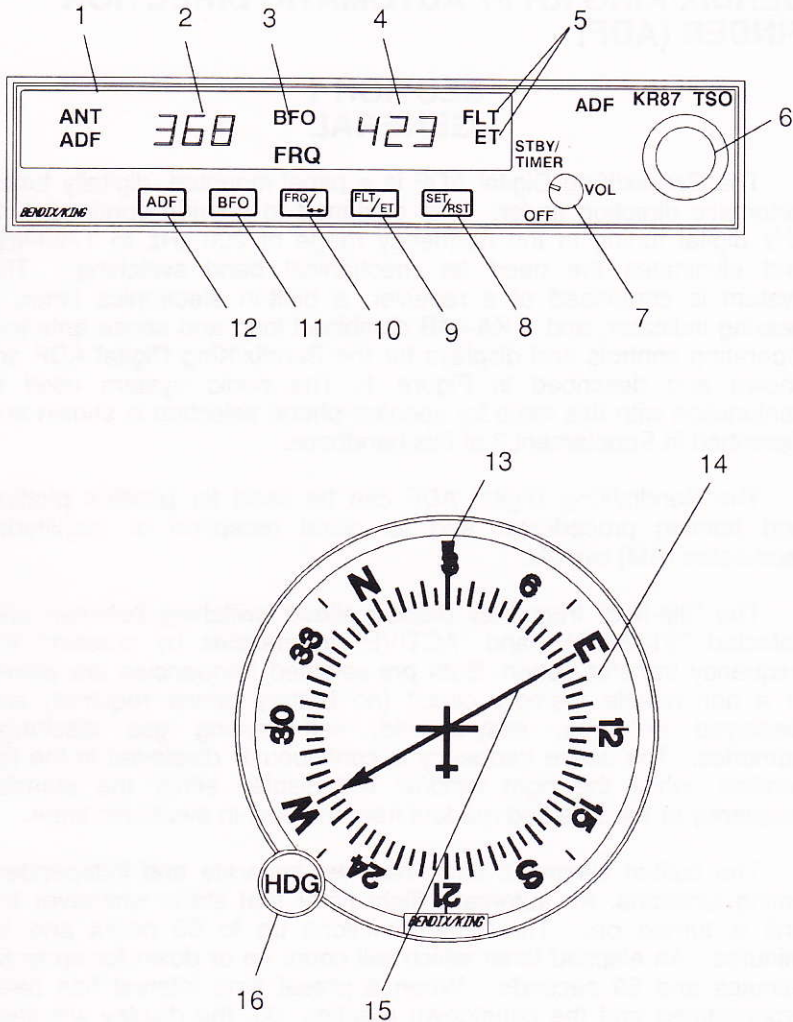 1 2 3 4 5
ANT 368 BFO 423 FLT ADF KR87 TSO
ADF FRQ ET
6
STBY/
TIMER
VOL
OFF
BENDIX/KING ADF BFO FRQ/↔ FLT/ET SET/RST
7
12 11 10 9 8
13 14
N 3 6
33 E
30 12
W 15
24 21 S
HDG BENDIX/KING
16 15